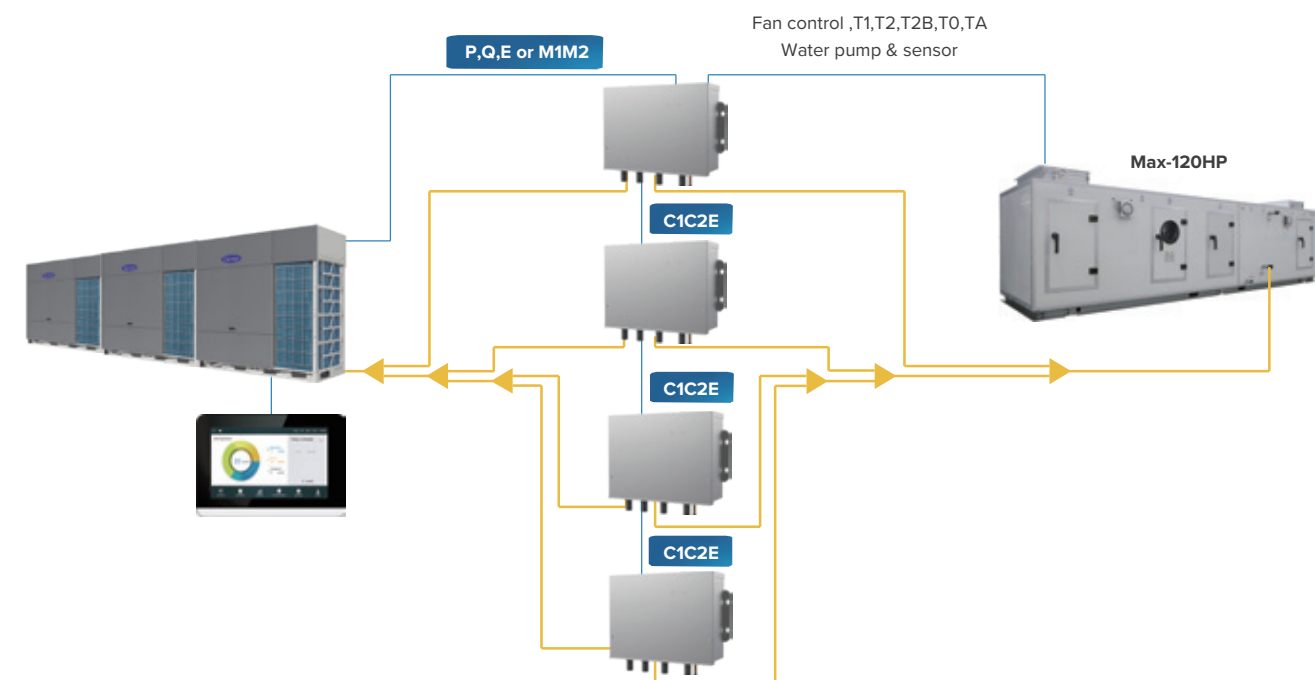 P,Q,E or M1M2
Fan control ,T1,T2,T2B,T0,TA
Water pump & sensor
Max-120HP
C1C2E
C1C2E
C1C2E